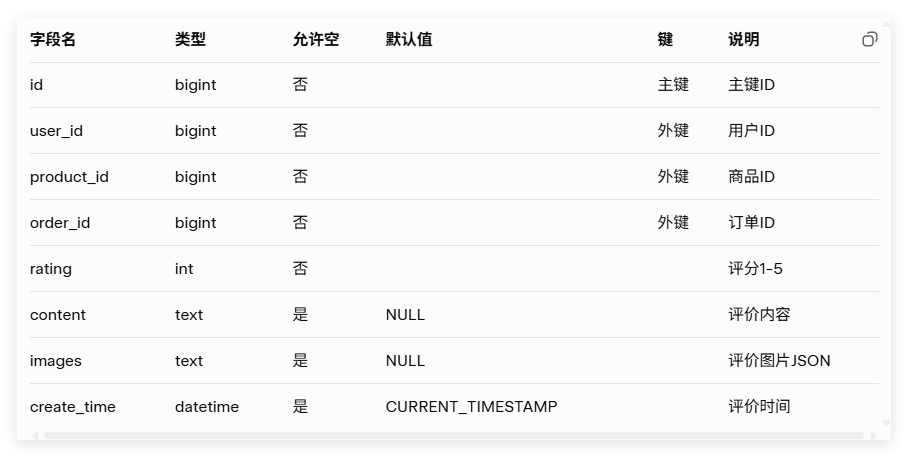 字段名 类型 允许空 默认值 键 说明
id bigint 否 主键 主键ID
user_id bigint 否 外键 用户ID
product_id bigint 否 外键 商品ID
order_id bigint 否 外键 订单ID
rating int 否 评分1-5
content text 是 NULL 评价内容
images text 是 NULL 评价图片JSON
create_time datetime 是 CURRENT_TIMESTAMP 评价时间